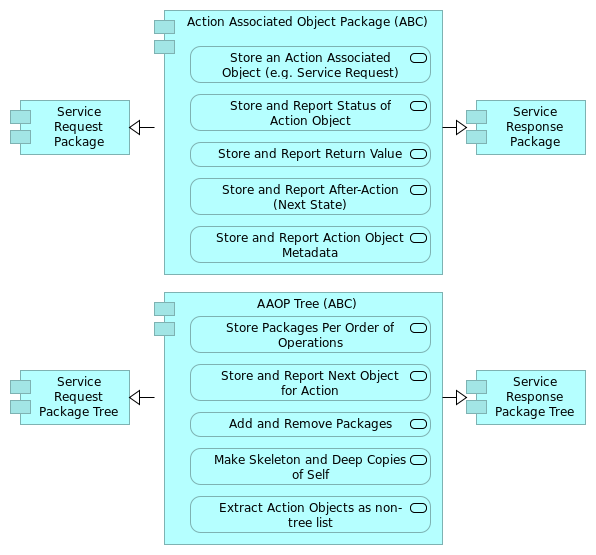 Action Associated Object Package (ABC)
Store an Action Associated
Object (e.g. Service Request)
Store and Report Status of
Action Object
Store and Report Return Value
Store and Report After-Action
(Next State)
Store and Report Action Object
Metadata
Service
Request
Package
Service
Response
Package
AAOP Tree (ABC)
Store Packages Per Order of
Operations
Store and Report Next Object
for Action
Add and Remove Packages
Make Skeleton and Deep Copies
of Self
Extract Action Objects as non-
tree list
Service
Request
Package Tree
Service
Response
Package Tree